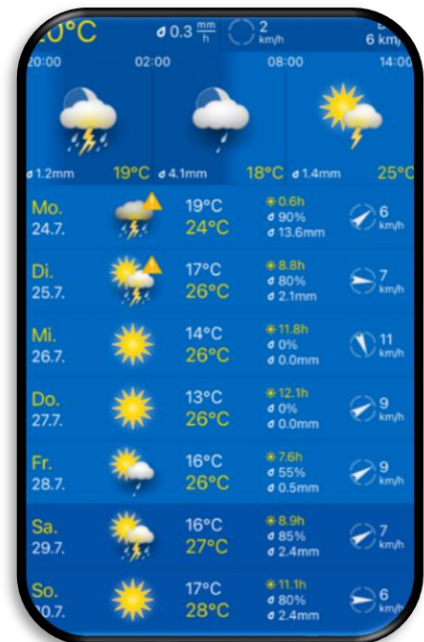 0.3 mm/h 2 km/h
6 km/
20:00 02:00 08:00 14:00
1.2mm 19°C 4.1mm 18°C 1.4mm 25°C
Mo. 19°C 0.6h 6
24.7. 24°C 90% km/h
13.6mm
Di. 17°C 8.8h 7
25.7. 26°C 80% km/h
2.1mm
Mi. 14°C 11.8h 11
26.7. 26°C 0% km/h
0.0mm
Do. 13°C 12.1h 9
27.7. 26°C 0% km/h
0.0mm
Fr. 16°C 7.6h 9
28.7. 26°C 55% km/h
0.5mm
Sa. 16°C 8.9h 7
29.7. 27°C 85% km/h
2.4mm
So. 17°C 11.1h 6
30.7. 28°C 80% km/h
2.4mm